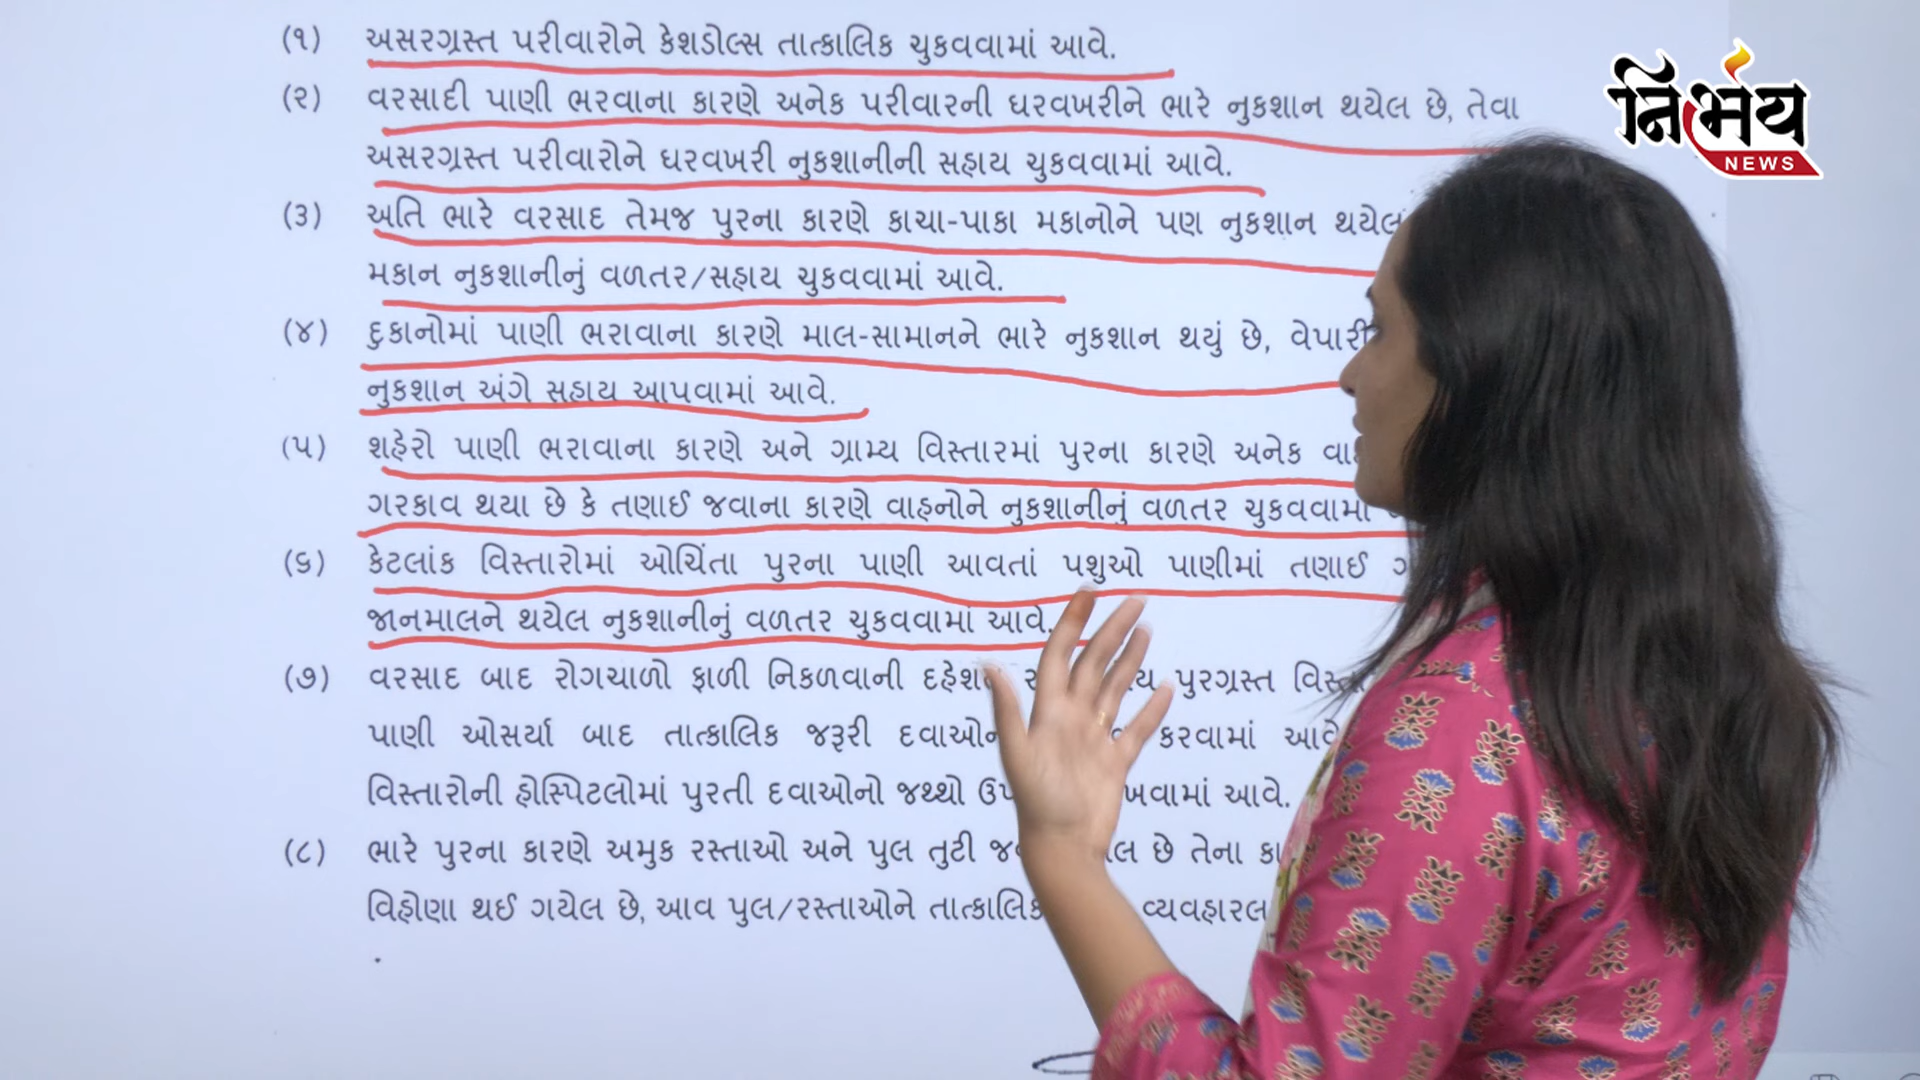 (૧) અસરગ્રસ્ત પરીવારોને કેશડોલ્સ તાત્કાલિક ચુકવવામાં આવે.
(૨) વરસાદી પાણી ભરવાના કારણે અનેક પરીવારની ઘરવખરીને ભારે નુકશાન થયેલ છે, તેવા
અસરગ્રસ્ત પરીવારોને ઘરવખરી નુકશાનીની સહાય ચુકવવામાં આવે.
(૩) અતિ ભારે વરસાદ તેમજ પુરના કારણે કાચા-પાકા મકાનોને પણ નુકશાન
મકાન નુકશાનીનું વળતર/સહાય ચુકવવામાં આવે.
(૪) દુકાનોમાં પાણી ભરાવાના કારણે માલ-સામાનને ભારે નુકશાન થયું છે,
નુકશાન અંગે સહાય આપવામાં આવે.
(૫) શહેરો પાણી ભરાવાના કારણે અને ગ્રામ્ય વિસ્તારમાં પુરના કારણે અનેક
ગરકાવ થયા છે કે તણાઈ જવાના કારણે વાહનોને નુકશાનીનું વળતર ચુકવવામાં
(૬) કેટલાંક વિસ્તારોમાં ઓચિંતા પુરના પાણી આવતાં પશુઓ પાણીમાં તણાઈ
જાનમાલને થયેલ નુકશાનીનું વળતર ચુકવવામાં આવે.
(૭) વરસાદ બાદ રોગચાળો ફાળી નિકળવાની પુરગ્રસ્ત
પાણી ઓસર્યા બાદ તાત્કાલિક જરૂરી કરવામાં આવે
વિસ્તારોની હોસ્પિટલોમાં પુરતી દવાઓનો જથ્થો આવે.
(૮) ભારે પુરના કારણે અમુક રસ્તાઓ અને પુલ તુટી છે તેના
વિહોણા થઈ ગયેલ છે, આવ પુલ/રસ્તાઓને તાત્કાલિક
નિર્ભય
NEWS